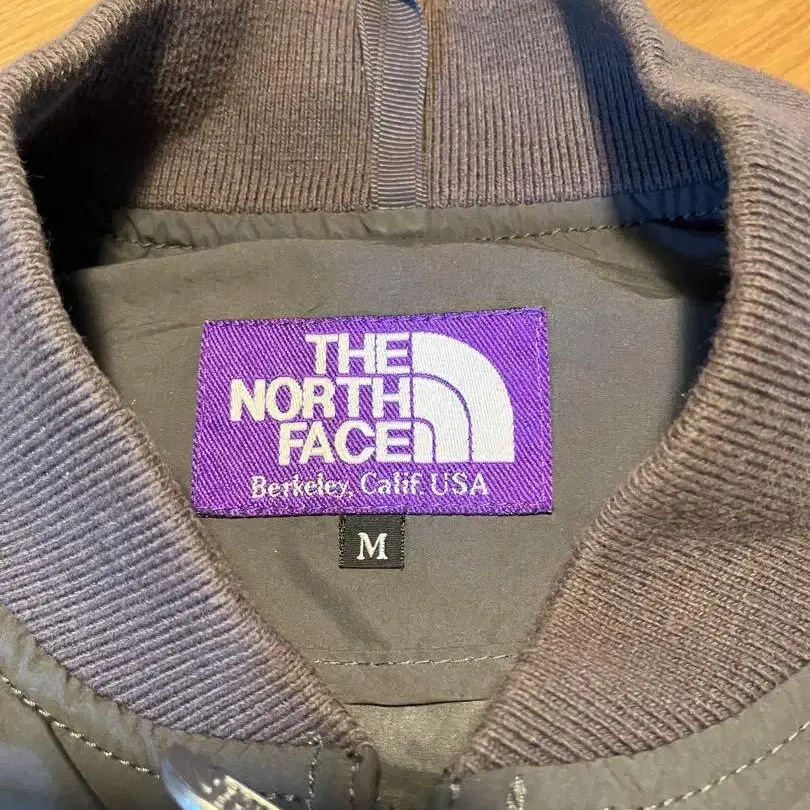 THE
NORTH
FACE
Berkeley, Calif. USA
M